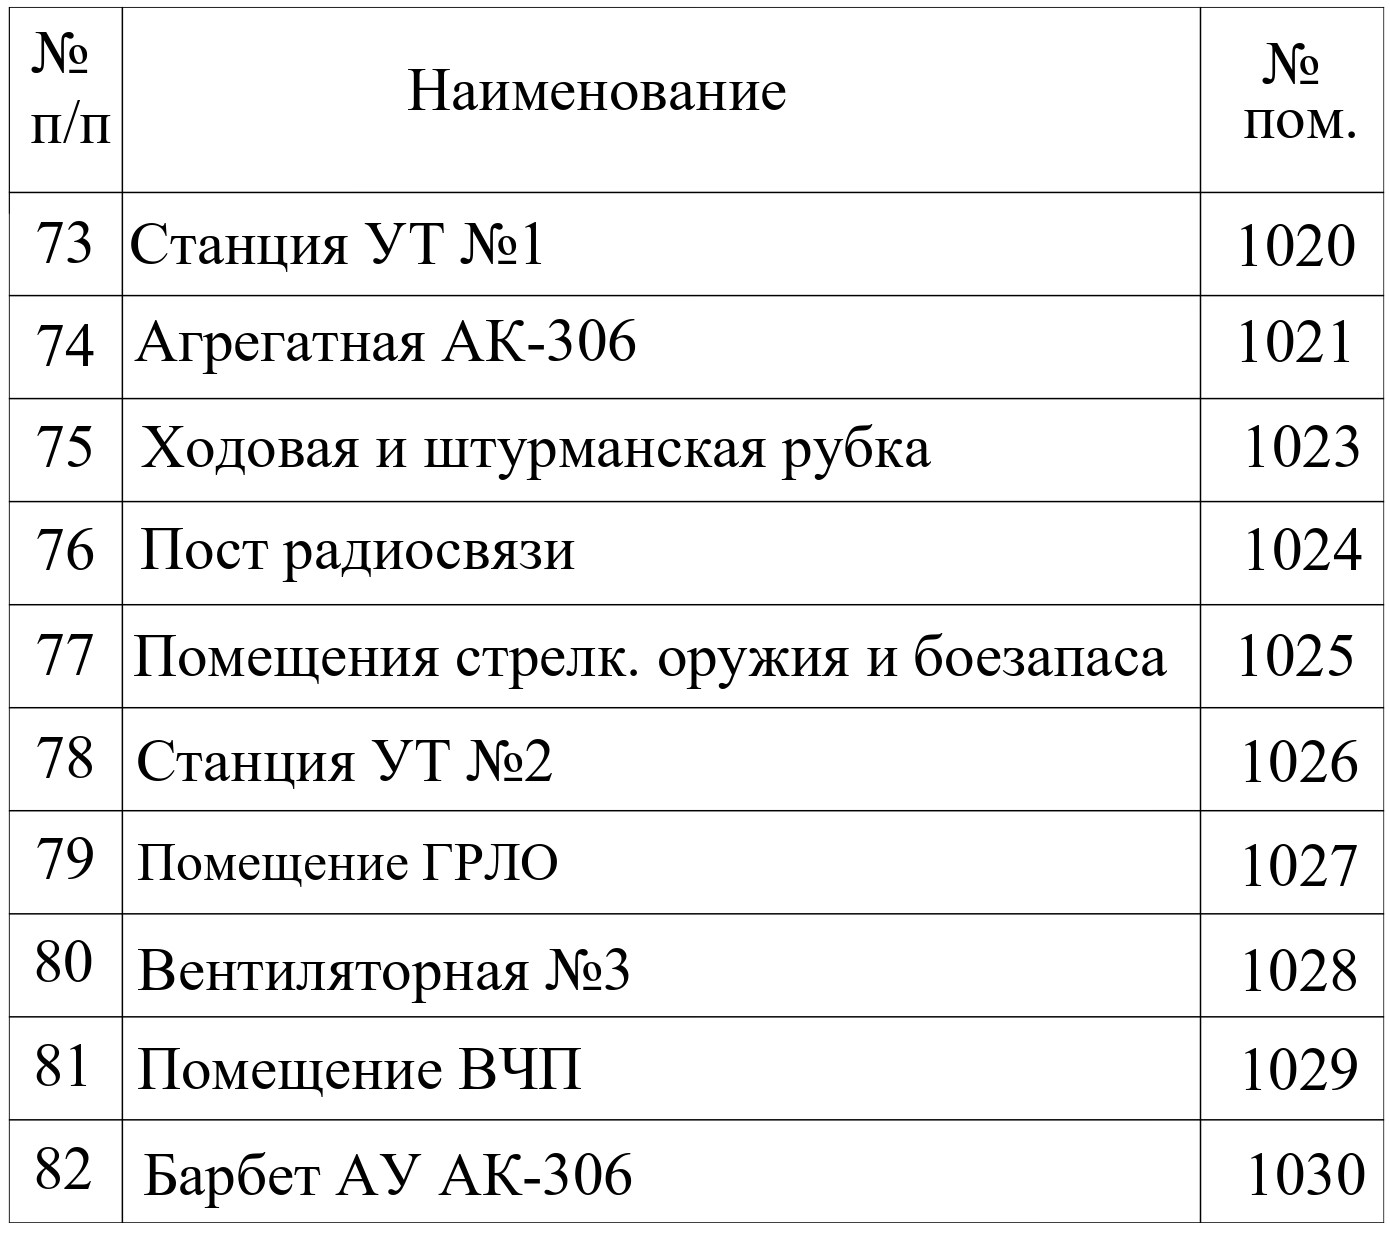 № п/п Наименование № пом.
73 Станция УТ №1 1020
74 Агрегатная АК-306 1021
75 Ходовая и штурманская рубка 1023
76 Пост радиосвязи 1024
77 Помещения стрелк. оружия и боезапаса 1025
78 Станция УТ №2 1026
79 Помещение ГРЛО 1027
80 Вентиляторная №3 1028
81 Помещение ВЧП 1029
82 Барбет АУ АК-306 1030